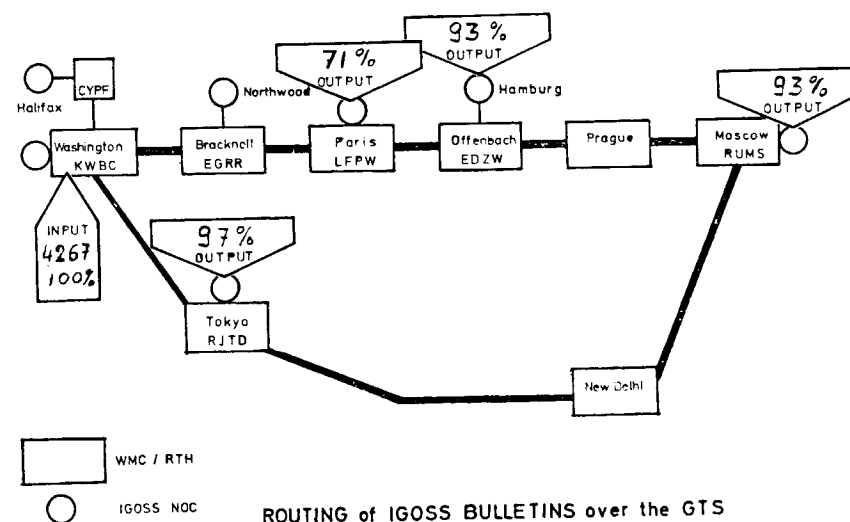 93%
OUTPUT
71%
OUTPUT
93%
OUTPUT
CYPF
Halifax
Northwood
Hamburg
Washington
KWBC
Bracknell
EGRR
Paris
LFPW
Offenbach
EDZW
Prague
Moscow
RUMS
INPUT
4267
100%
97%
OUTPUT
Tokyo
RJTD
New Delhi
WMC / RTH
IGOSS NOC
ROUTING of IGOSS BULLETINS over the GTS